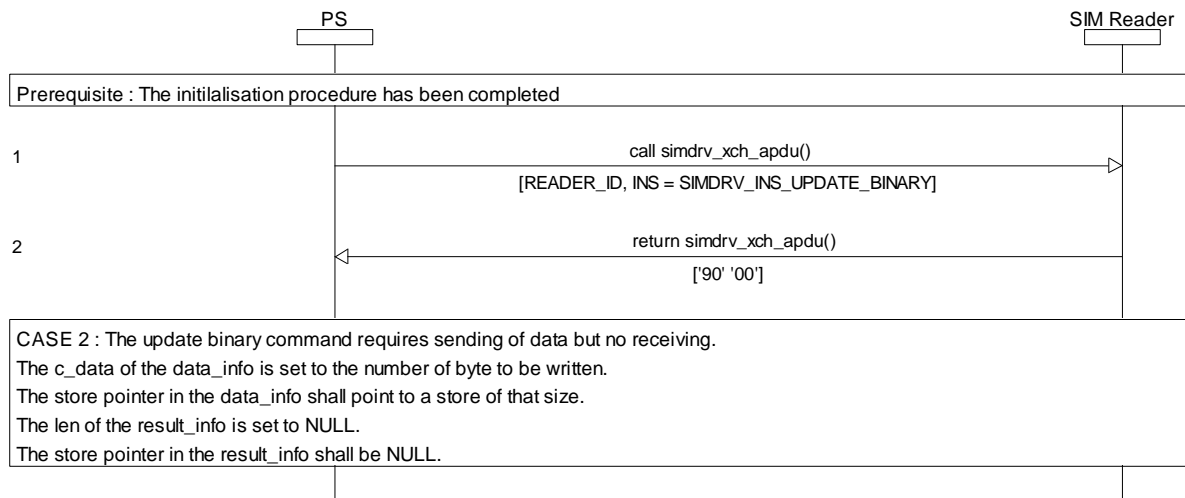 PS
SIM Reader
Prerequisite : The initilalisation procedure has been completed
1
call simdrv_xch_apdu()
[READER_ID, INS = SIMDRV_INS_UPDATE_BINARY]
2
return simdrv_xch_apdu()
['90' '00']
CASE 2 : The update binary command requires sending of data but no receiving.
The c_data of the data_info is set to the number of byte to be written.
The store pointer in the data_info shall point to a store of that size.
The len of the result_info is set to NULL.
The store pointer in the result_info shall be NULL.